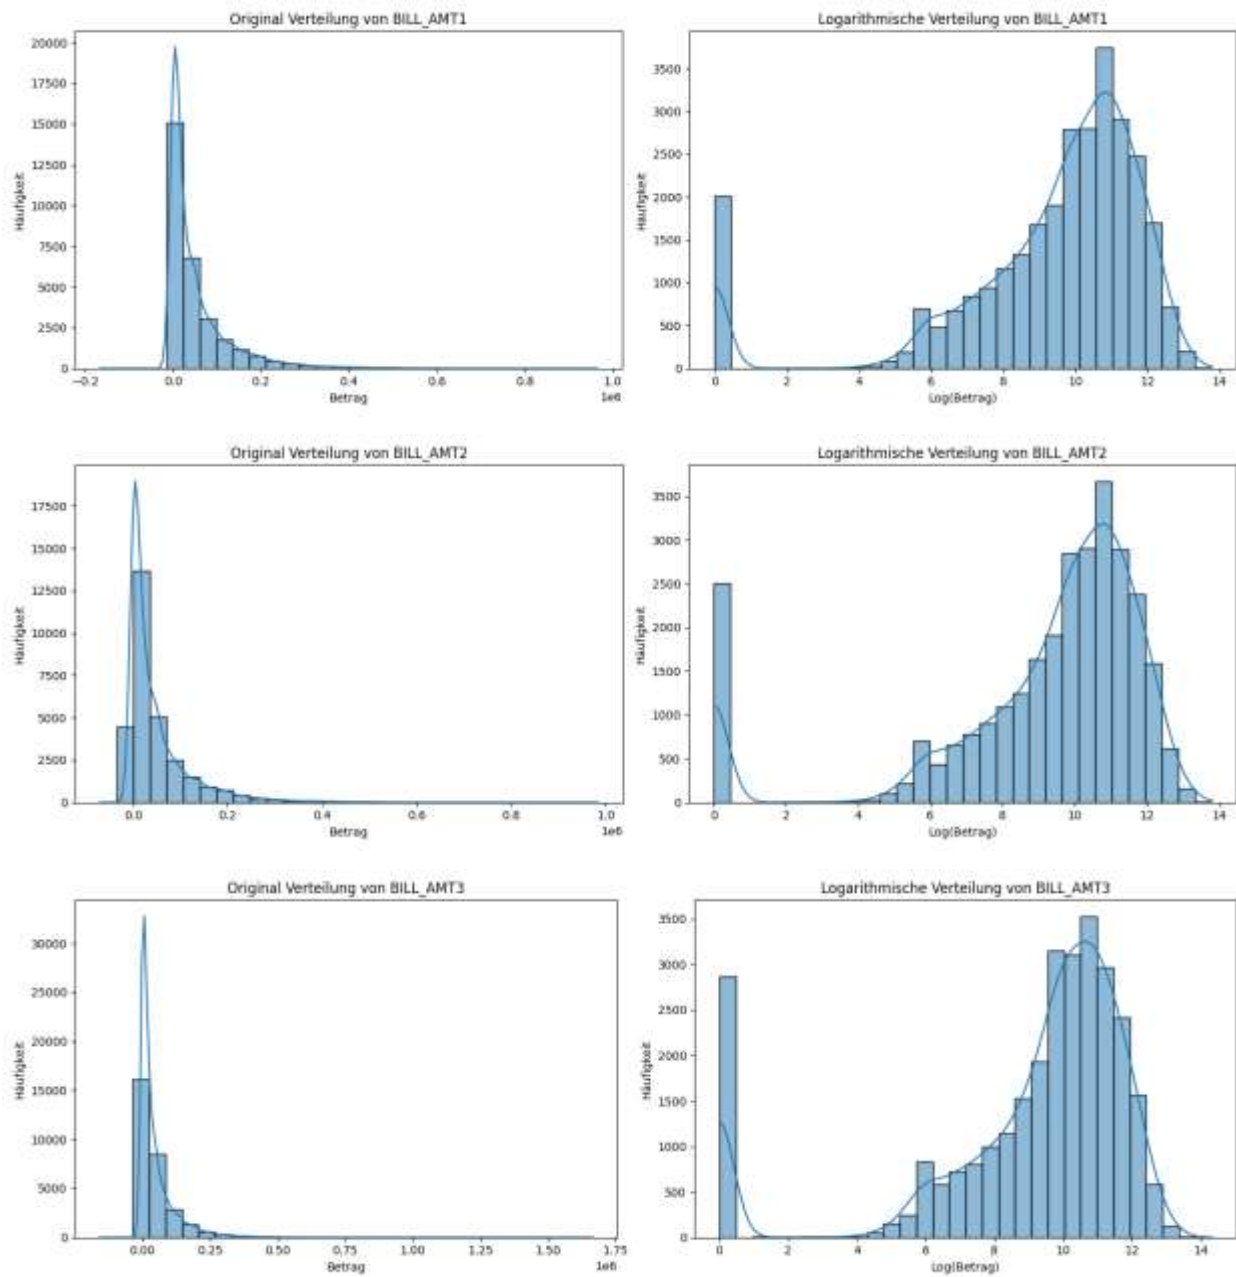 Original Verteilung von BILL_AMT1
20000
17500
15000
12500
10000
7500
5000
2500
0
Häufigkeit
−0.2 0.0 0.2 0.4 0.6 0.8 1.0
1e6
Betrag
Logarithmische Verteilung von BILL_AMT1
3500
3000
2500
2000
1500
1000
500
0
Häufigkeit
0 2 4 6 8 10 12 14
Log(Betrag)
Original Verteilung von BILL_AMT2
17500
15000
12500
10000
7500
5000
2500
0
Häufigkeit
0.0 0.2 0.4 0.6 0.8 1.0
1e6
Betrag
Logarithmische Verteilung von BILL_AMT2
3500
3000
2500
2000
1500
1000
500
0
Häufigkeit
0 2 4 6 8 10 12 14
Log(Betrag)
Original Verteilung von BILL_AMT3
30000
25000
20000
15000
10000
5000
0
Häufigkeit
0.00 0.25 0.50 0.75 1.00 1.25 1.50 1.75
1e6
Betrag
Logarithmische Verteilung von BILL_AMT3
3500
3000
2500
2000
1500
1000
500
0
Häufigkeit
0 2 4 6 8 10 12 14
Log(Betrag)